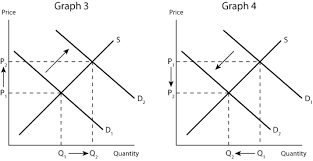 Graph 3
Graph 4
Price
S
P₂
P₁
D₂
D₁
Q₁
Q₂
Quantity
Price
S
P₂
P₁
D₂
D₁
Q₁
Q₂
Quantity